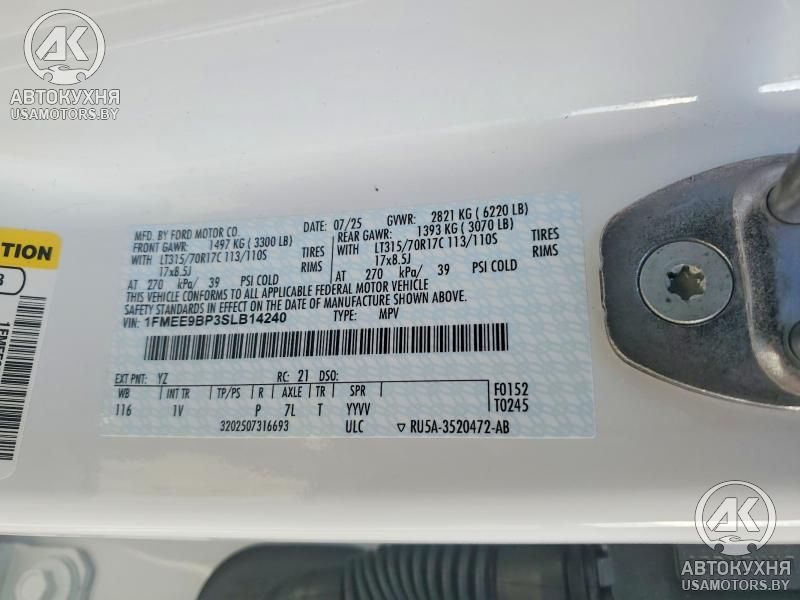 AK
АВТОКУХНЯ
USAMOTORS.BY
MFD. BY FORD MOTOR CO. DATE: 07/25 GVWR: 2821 KG ( 6220 LB)
FRONT GAWR: 1497 KG ( 3300 LB) REAR GAWR: 1393 KG ( 3070 LB)
WITH LT315/70R17C 113/110S TIRES WITH LT315/70R17C 113/110S TIRES
17x8.5J RIMS 17x8.5J RIMS
AT 270 kPa/ 39 PSI COLD AT 270 kPa/ 39 PSI COLD
THIS VEHICLE CONFORMS TO ALL APPLICABLE FEDERAL MOTOR VEHICLE
SAFETY STANDARDS IN EFFECT ON THE DATE OF MANUFACTURE SHOWN ABOVE.
VIN: 1FMEE9BP3SLB14240 TYPE: MPV
EXT PNT: YZ RC: 21 DSO:
WB INT TR TP/PS R AXLE TR SPR F0152
116 1V P 7L T YYVV T0245
3202507316693 ULC ▽ RU5A-3520472-AB
AK
АВТОКУХНЯ
USAMOTORS.BY